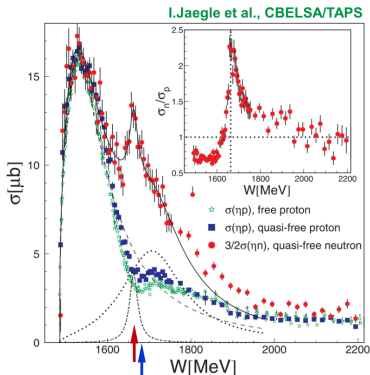 I.Jaegle et al., CBELSA/TAPS
σ[μb]
15
10
5
0
1600
1800
2000
2200
W[MeV]
σn/σp
2.5
2
1.5
1
0.5
1600
1800
2000
2200
W[MeV]
σ(ηp), free proton
σ(ηp), quasi-free proton
3/2σ(ηn), quasi-free neutron